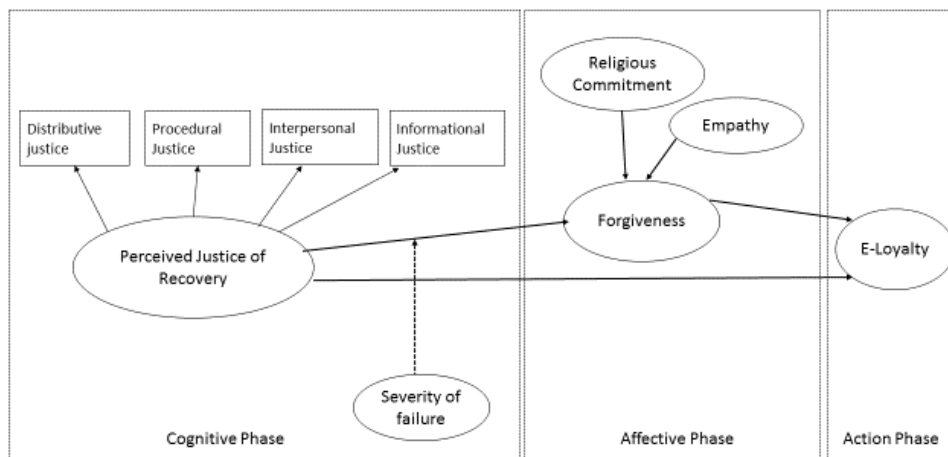 Religious
Commitment
Empathy
Distributive
justice
Procedural
Justice
Interpersonal
Justice
Informational
Justice
Forgiveness
Perceived Justice of
Recovery
E-Loyalty
Severity of
failure
Cognitive Phase
Affective Phase
Action Phase